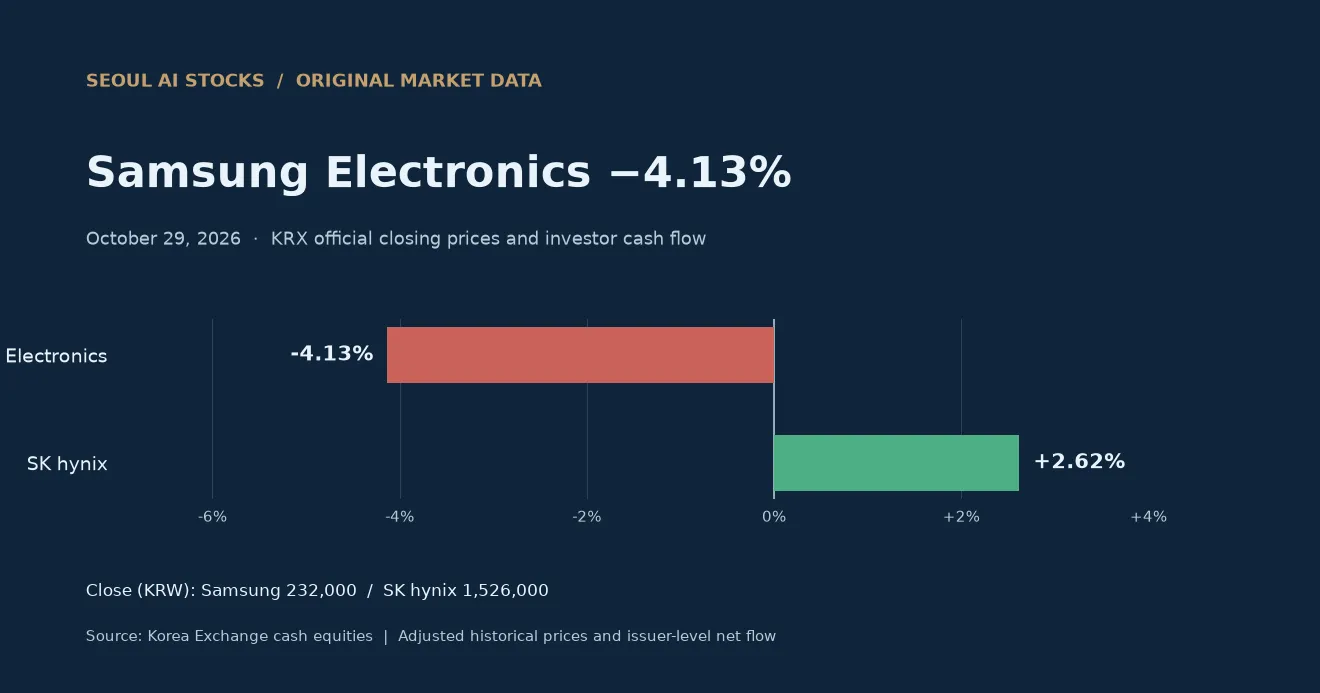 SEOUL AI STOCKS / ORIGINAL MARKET DATA
Samsung Electronics −4.13%
October 29, 2026 · KRX official closing prices and investor cash flow
Electronics
-4.13%
SK hynix
+2.62%
-6%
-4%
-2%
0%
+2%
+4%
Close (KRW): Samsung 232,000 / SK hynix 1,526,000
Source: Korea Exchange cash equities | Adjusted historical prices and issuer-level net flow